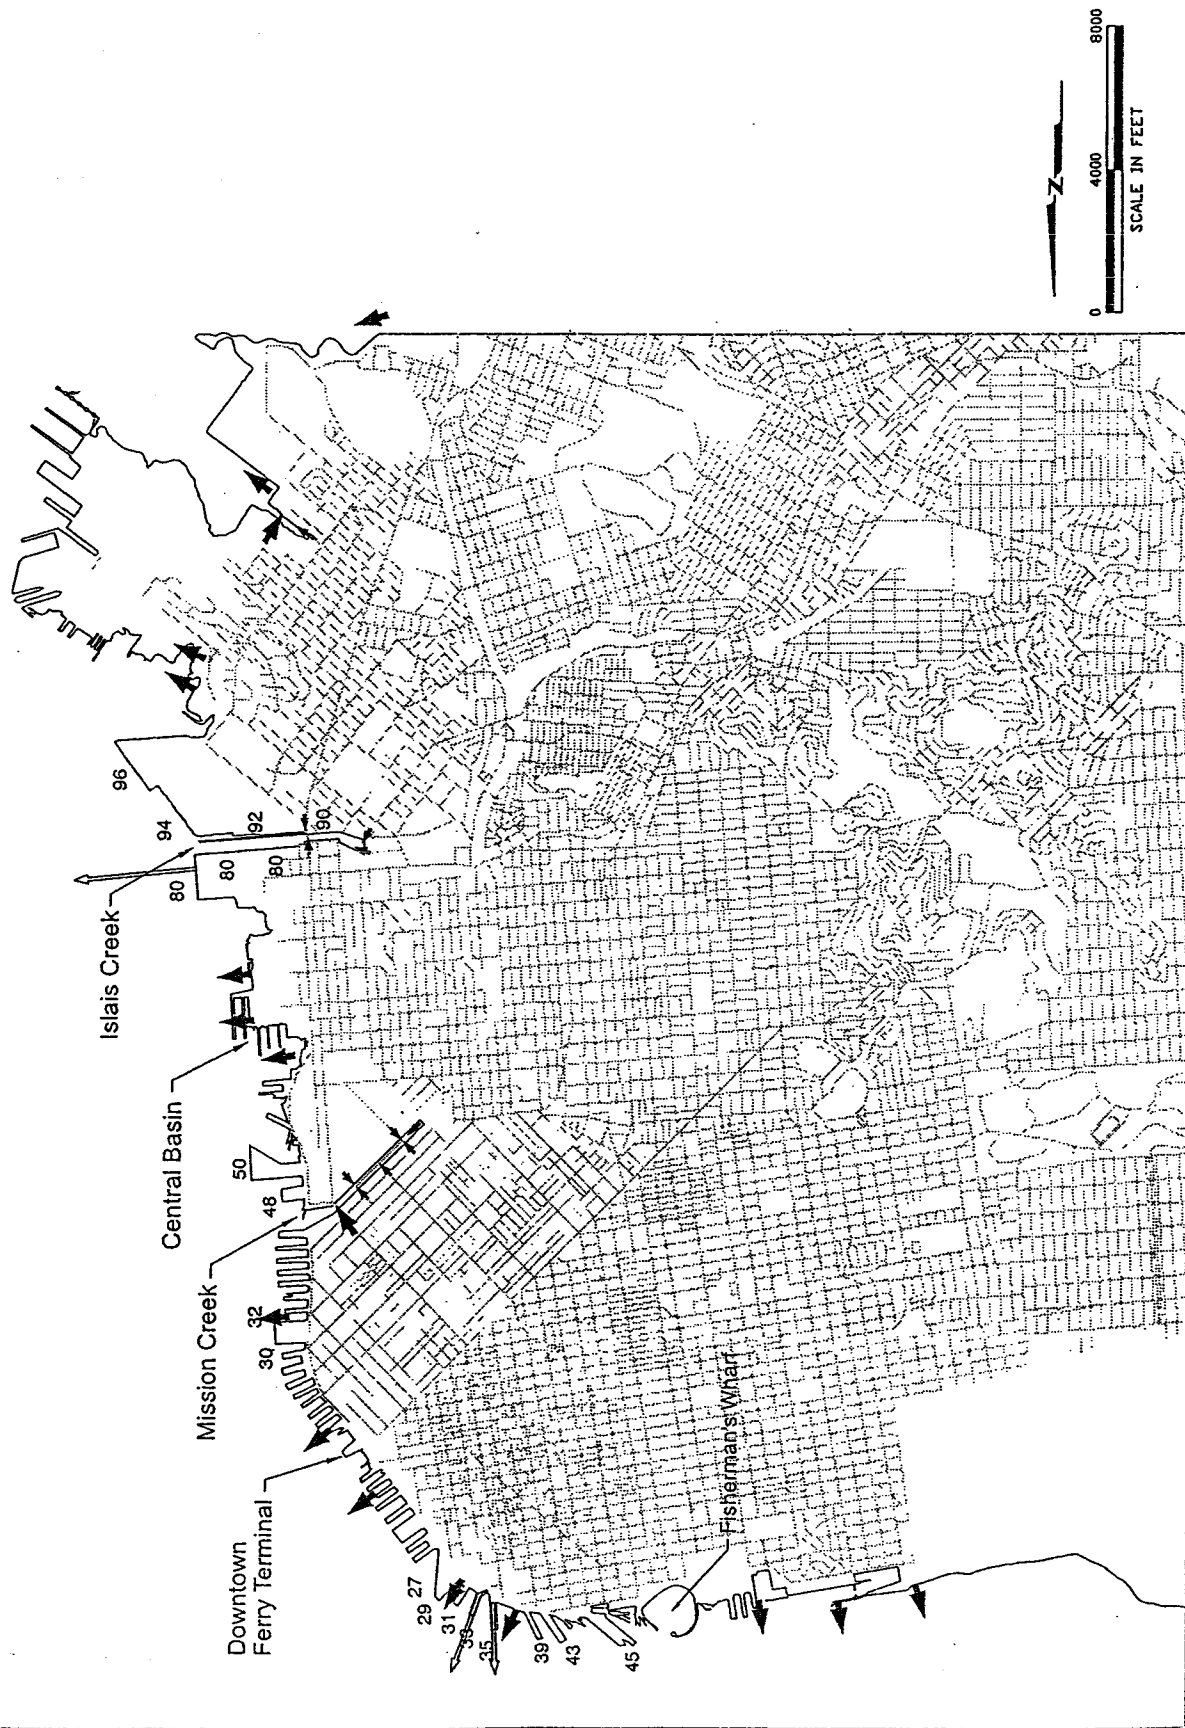 Islais Creek
Central Basin
Mission Creek
Downtown
Ferry Terminal
Fisherman's Wharf
96
94
92
90
80
80
80
50
48
32
30
27
29
31
33
35
39
43
45
N
0
4000
8000
SCALE IN FEET